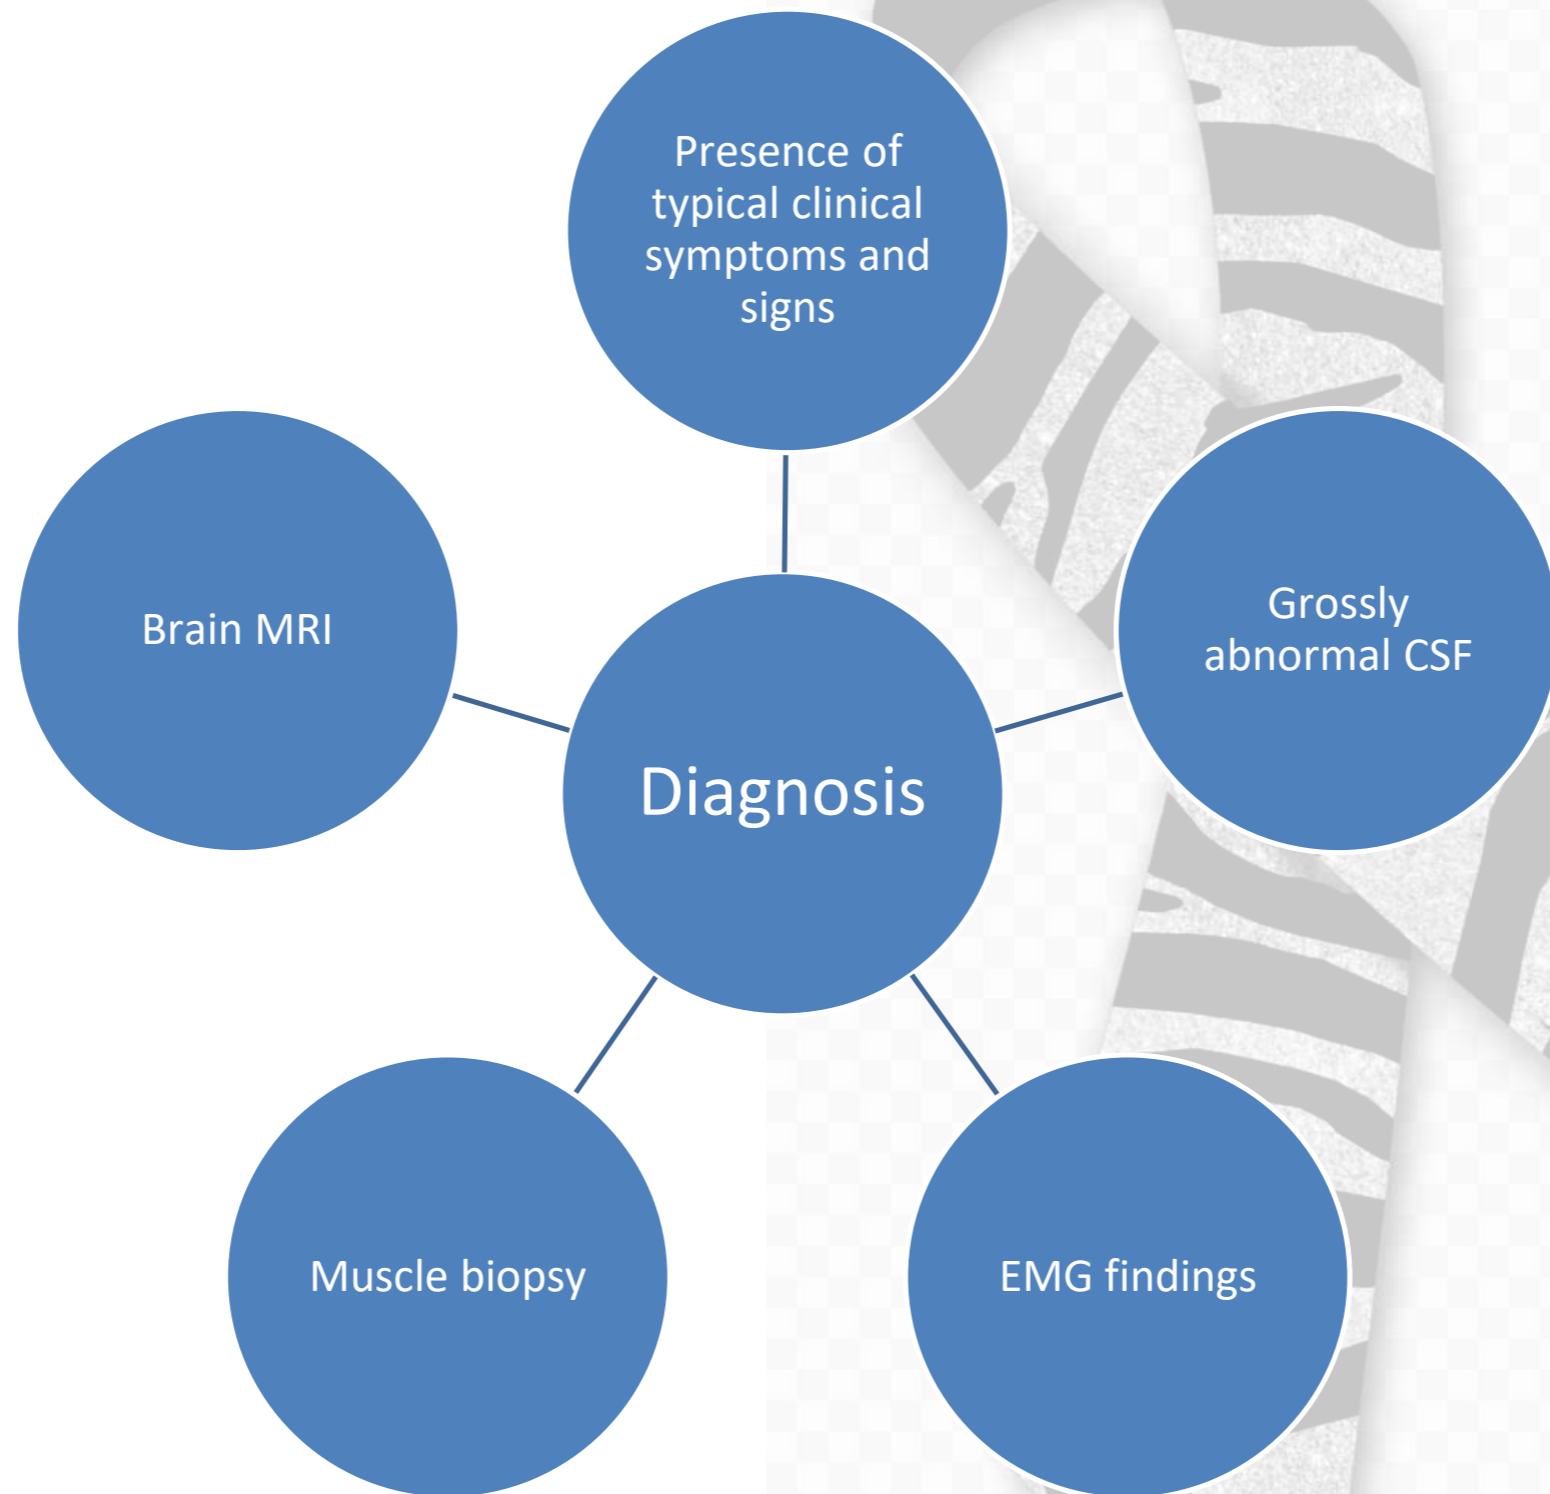 Presence of
typical clinical
symptoms and
signs
Brain MRI
Grossly
abnormal CSF
Diagnosis
Muscle biopsy
EMG findings